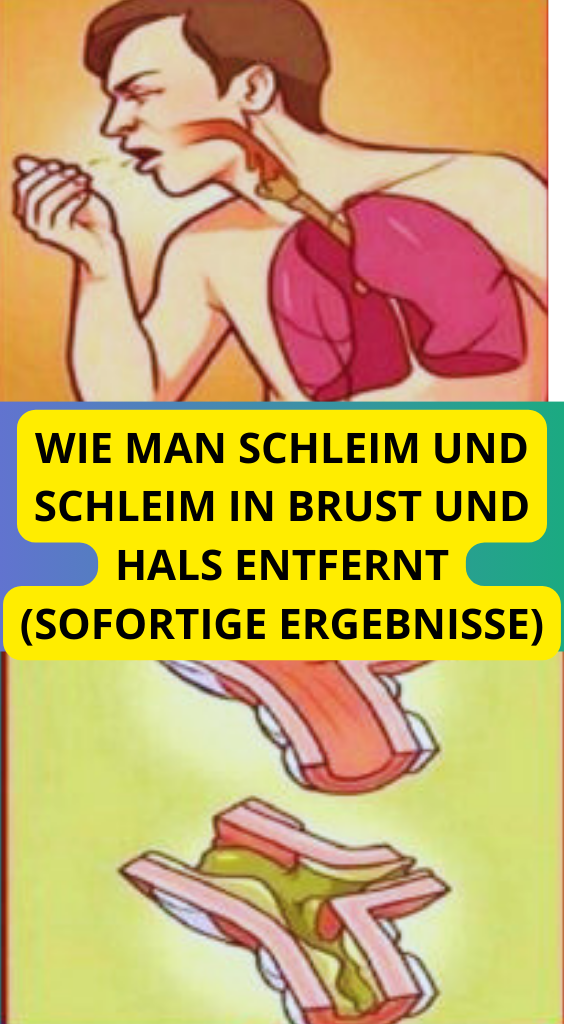 WIE MAN SCHLEIM UND
SCHLEIM IN BRUST UND
HALS ENTFERNT
(SOFORTIGE ERGEBNISSE)